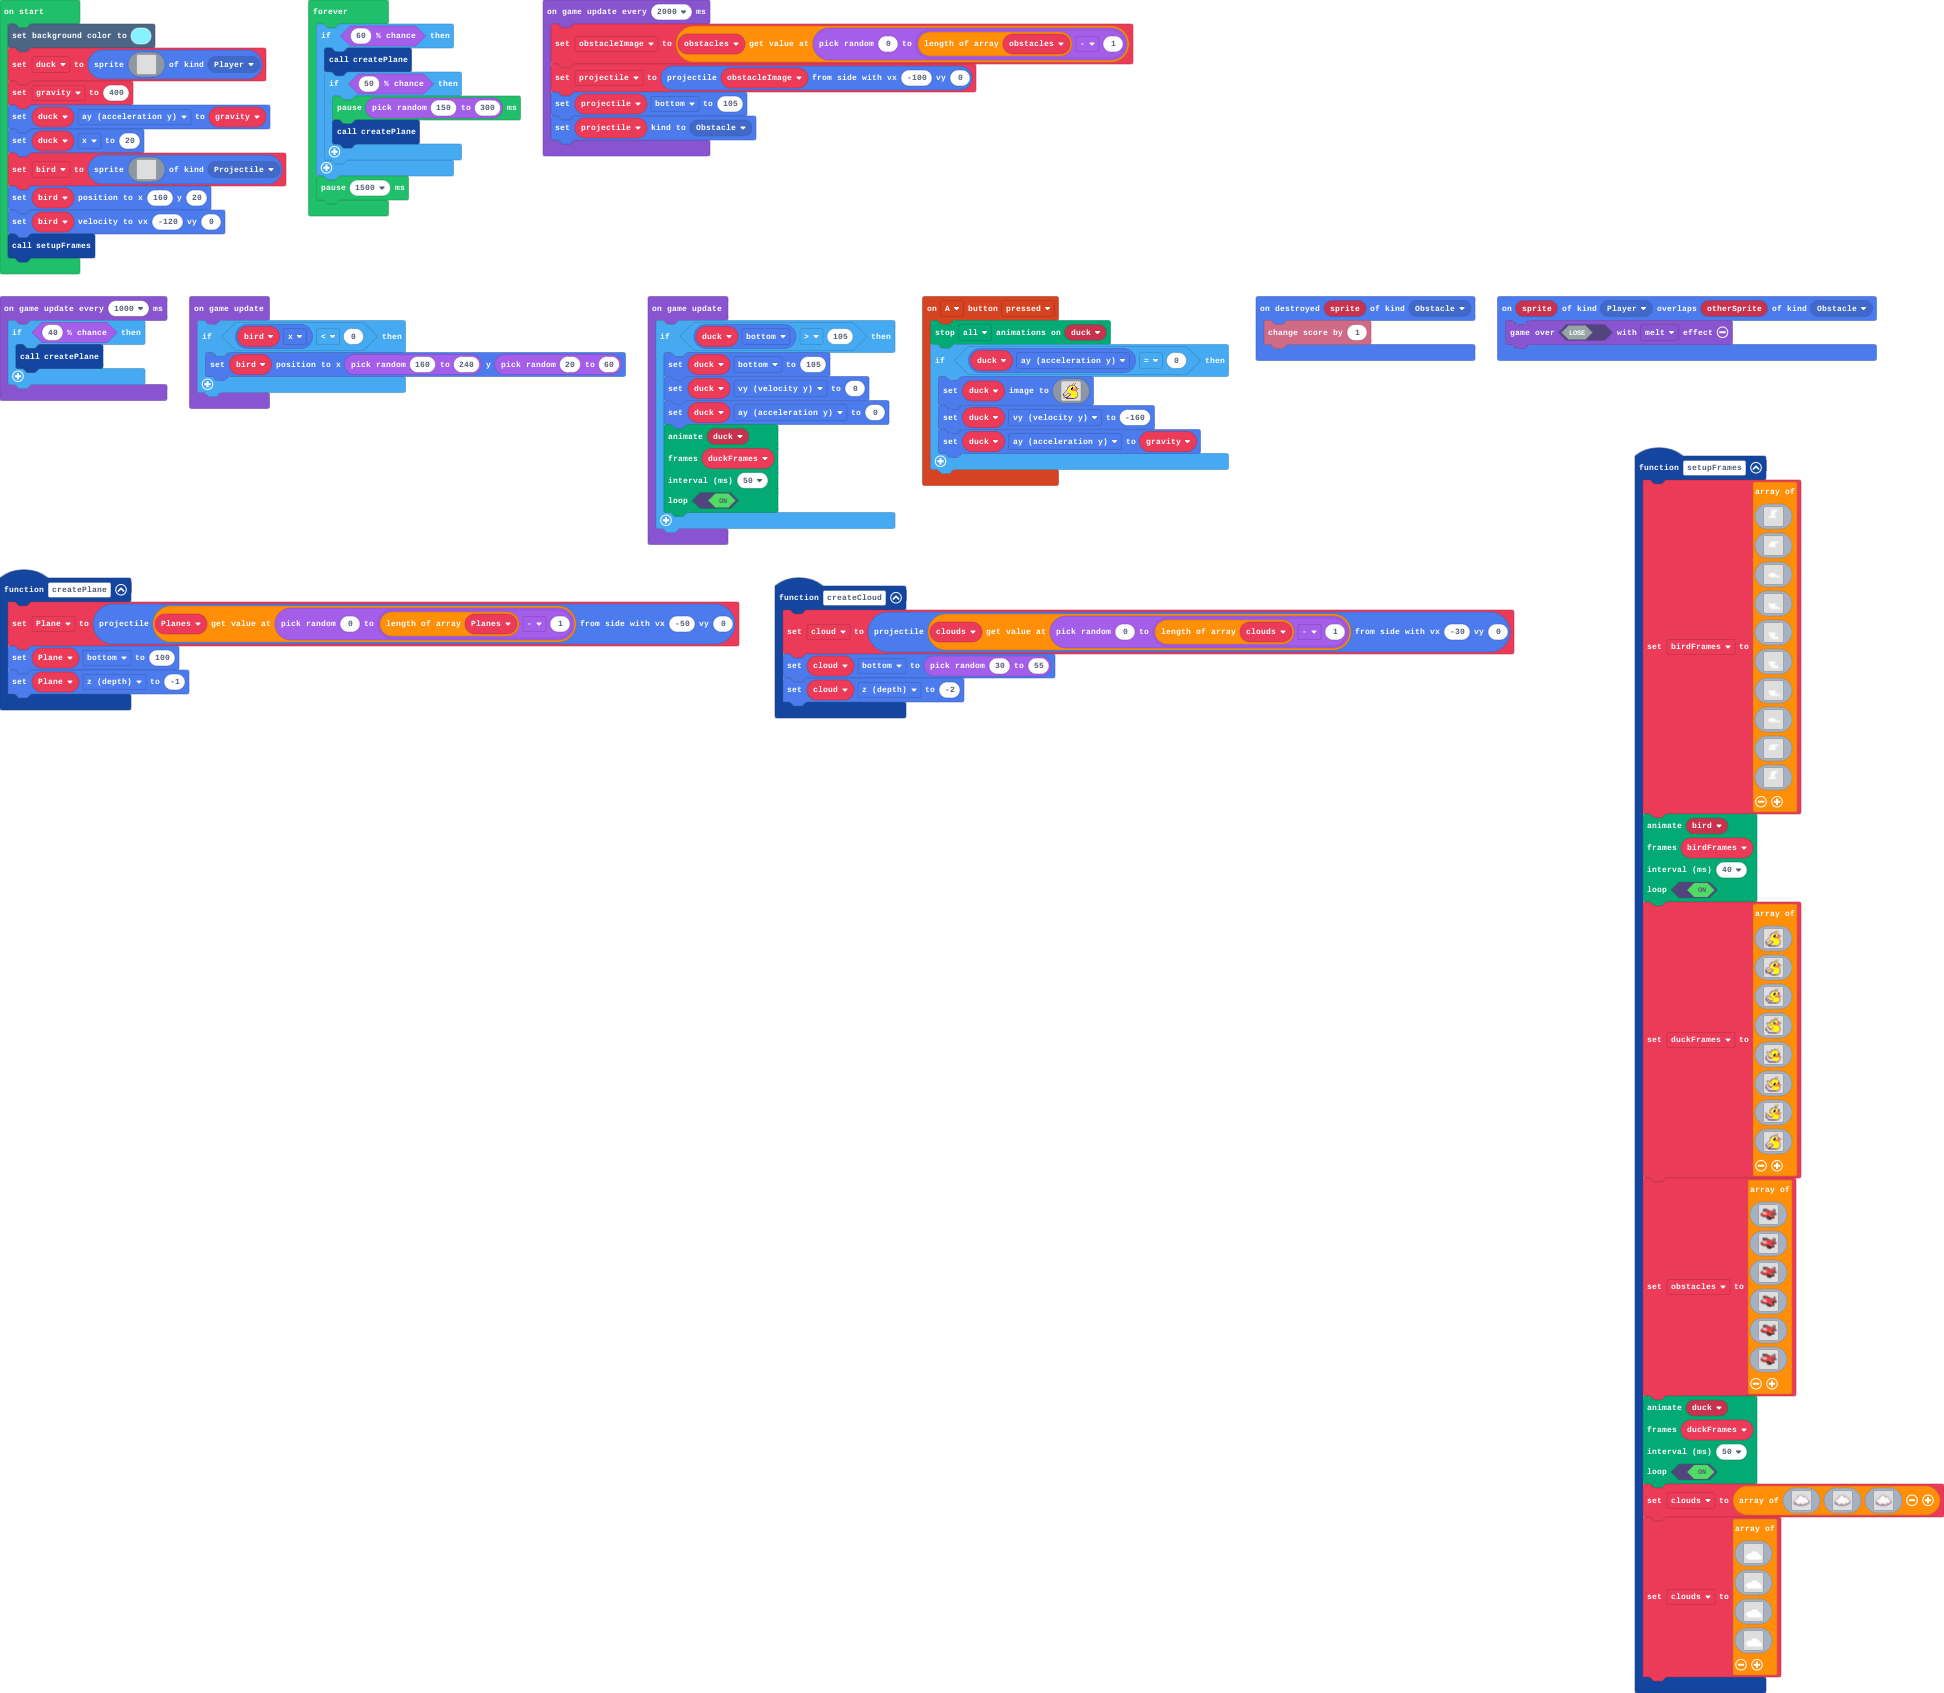 on start
set background color to
set duck to sprite of kind Player
set gravity to 400
set duck ay (acceleration y) to gravity
set duck x to 20
set bird to sprite of kind Projectile
set bird position to x 160 y 20
set bird velocity to vx -120 vy 0
call setupFrames
forever
if 60 % chance then
call createPlane
if 50 % chance then
pause pick random 150 to 300 ms
call createPlane
pause 1500 ms
on game update every 2000 ms
set obstacleImage to obstacles get value at pick random 0 to length of array obstacles - 1
set projectile to projectile obstacleImage from side with vx -100 vy 0
set projectile bottom to 105
set projectile kind to Obstacle
on game update every 1000 ms
if 40 % chance then
call createPlane
on game update
if bird x < 0 then
set bird position to x pick random 160 to 240 y pick random 20 to 60
on game update
if duck bottom > 105 then
set duck bottom to 105
set duck vy (velocity y) to 0
set duck ay (acceleration y) to 0
animate duck
frames duckFrames
interval (ms) 50
loop ON
on A button pressed
stop all animations on duck
if duck ay (acceleration y) = 0 then
set duck image to
set duck vy (velocity y) to -160
set duck ay (acceleration y) to gravity
on destroyed sprite of kind Obstacle
change score by 1
on sprite of kind Player overlaps otherSprite of kind Obstacle
game over LOSE with melt effect
function createPlane
set Plane to projectile Planes get value at pick random 0 to length of array Planes - 1 from side with vx -50 vy 0
set Plane bottom to 100
set Plane z (depth) to -1
function createCloud
set cloud to projectile clouds get value at pick random 0 to length of array clouds - 1 from side with vx -30 vy 0
set cloud bottom to pick random 30 to 55
set cloud z (depth) to -2
function setupFrames
set birdFrames to array of
animate bird
frames birdFrames
interval (ms) 40
loop ON
set duckFrames to array of
set obstacles to array of
animate duck
frames duckFrames
interval (ms) 50
loop ON
set clouds to array of
set clouds to array of